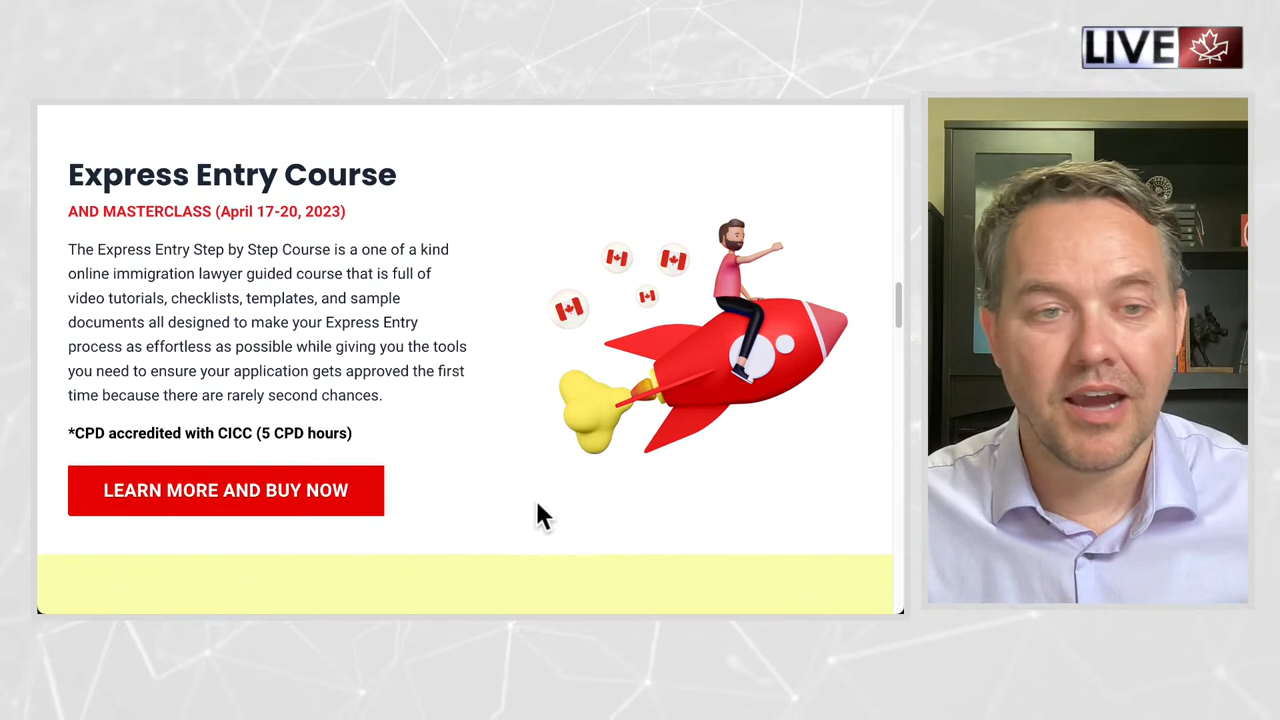 LIVE
Express Entry Course
AND MASTERCLASS (April 17-20, 2023)
The Express Entry Step by Step Course is a one of a kind
online immigration lawyer guided course that is full of
video tutorials, checklists, templates, and sample
documents all designed to make your Express Entry
process as effortless as possible while giving you the tools
you need to ensure your application gets approved the first
time because there are rarely second chances.
*CPD accredited with CICC (5 CPD hours)
LEARN MORE AND BUY NOW